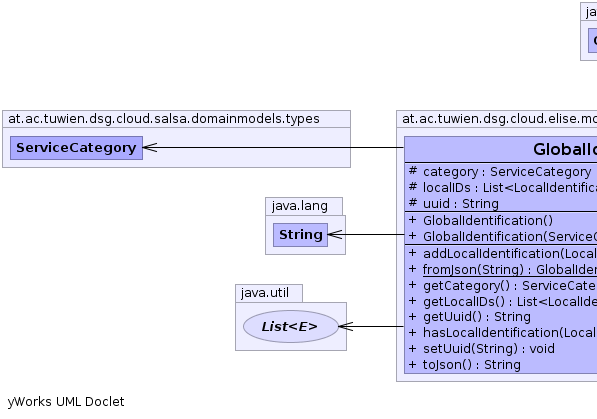 ja
at.ac.tuwien.dsg.cloud.salsa.domainmodels.types
ServiceCategory
at.ac.tuwien.dsg.cloud.elise.mo
GlobalId
# category : ServiceCategory
# localIDs : List<LocalIdentifica
# uuid : String
+ GlobalIdentification()
+ GlobalIdentification(ServiceC
+ addLocalIdentification(Local
+ fromJson(String) : GlobalIden
+ getCategory() : ServiceCate
+ getLocalIDs() : List<LocalIde
+ getUuid() : String
+ hasLocalIdentification(Local
+ setUuid(String) : void
+ toJson() : String
java.lang
String
java.util
List<E>
yWorks UML Doclet